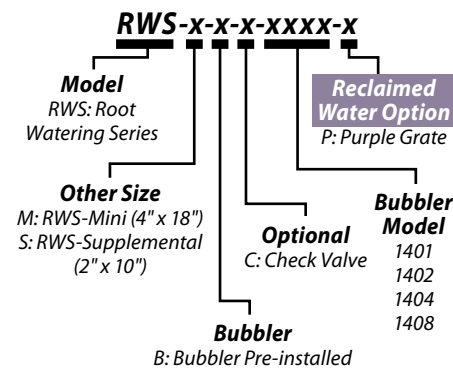 RWS-x-x-x-xxxx-x
Model
RWS: Root
Watering Series
Reclaimed
Water Option
P: Purple Grate
Other Size
M: RWS-Mini (4" x 18")
S: RWS-Supplemental
(2" x 10")
Optional
C: Check Valve
Bubbler
Model
1401
1402
1404
1408
Bubbler
B: Bubbler Pre-installed